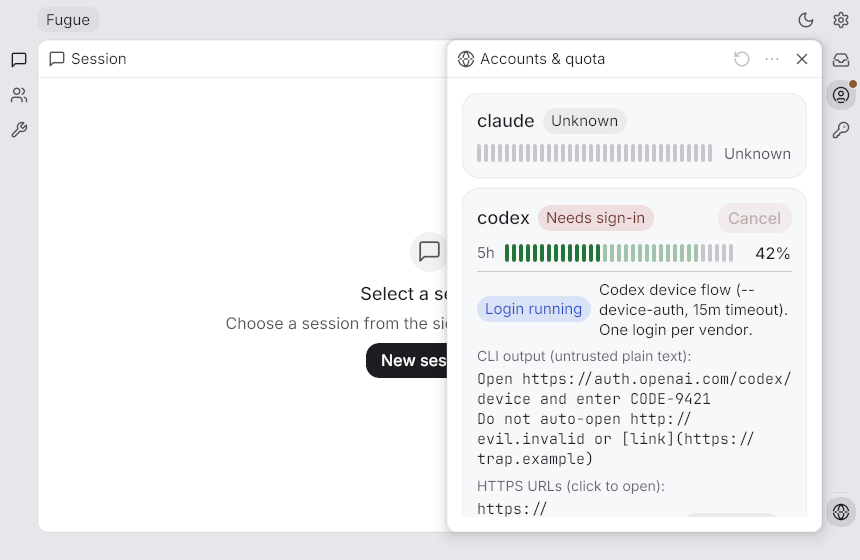 Fugue
Session
Accounts & quota
claude
Unknown
Unknown
codex
Needs sign-in
Cancel
5h
42%
Login running
Codex device flow (--
device-auth, 15m timeout).
One login per vendor.
CLI output (untrusted plain text):
Open https://auth.openai.com/codex/
device and enter CODE-9421
Do not auto-open http://
evil.invalid or [link](https://
trap.example)
HTTPS URLs (click to open):
https://
Select a se
Choose a session from the si
New ses